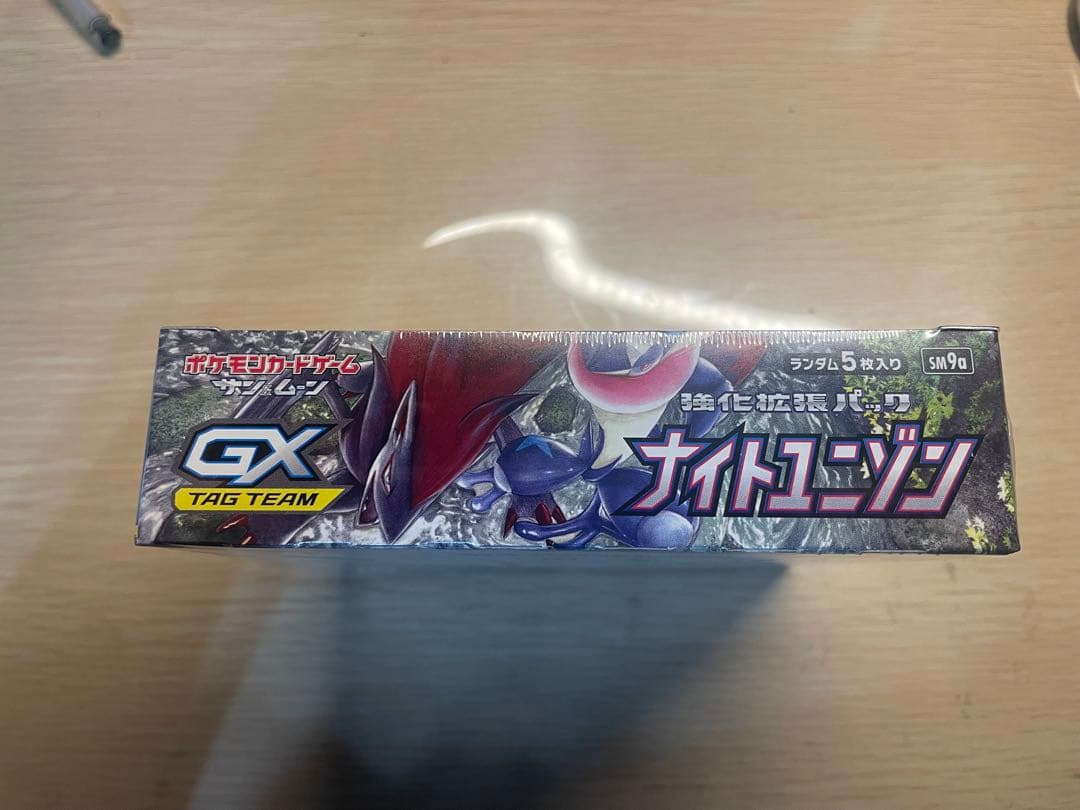 ポケモンカードゲーム
サン&ムーン
GX
TAG TEAM
ランダム5枚入り
SM9a
強化拡張パック
ナイトユニゾン